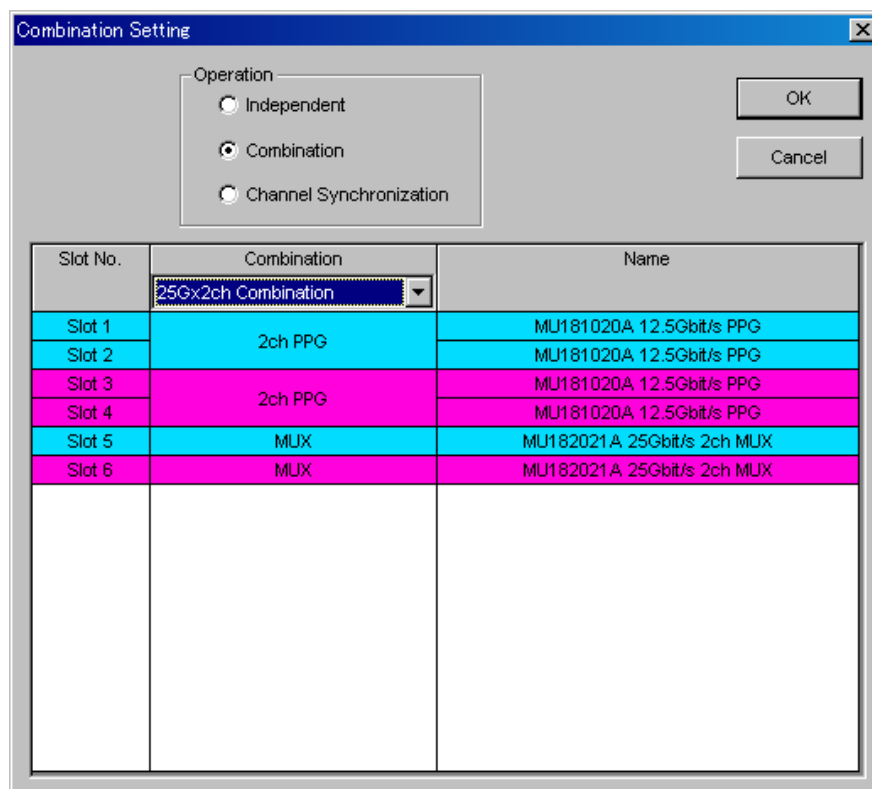 Combination Setting
Operation
Independent
Combination
Channel Synchronization
OK
Cancel
Slot No. Combination Name
25Gx2ch Combination
Slot 1 2ch PPG MU181020A 12.5Gbit/s PPG
Slot 2 MU181020A 12.5Gbit/s PPG
Slot 3 2ch PPG MU181020A 12.5Gbit/s PPG
Slot 4 MU181020A 12.5Gbit/s PPG
Slot 5 MUX MU182021A 25Gbit/s 2ch MUX
Slot 6 MUX MU182021A 25Gbit/s 2ch MUX